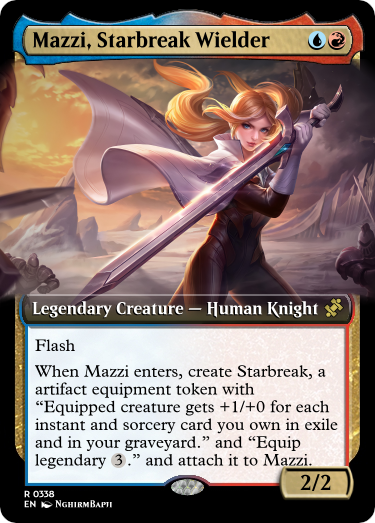 Mazzi, Starbreak Wielder
Legendary Creature — Human Knight
Flash
When Mazzi enters, create Starbreak, a
artifact equipment token with
“Equipped creature gets +1/+0 for each
instant and sorcery card you own in exile
and in your graveyard.” and “Equip
legendary 3.” and attach it to Mazzi.
2/2
R 0338
EN NghirmBaph